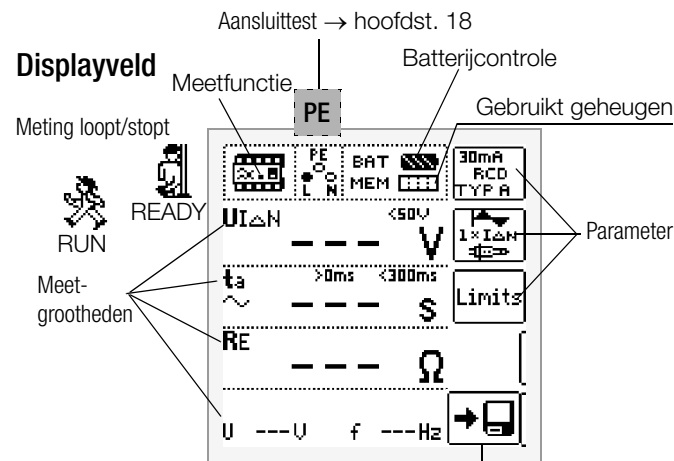 Aansluittest → hoofdst. 18
Displayveld
Batterijcontrole
Meetfunctie
PE
Gebruikt geheugen
Meting loopt/stopt
PE
L N
BAT
MEM
30mA
RCD
TYP A
READY
RUN
UI△N
<50V
– – – V
1×I△N
Parameter
ta
>0ms <300ms
∼
– – – S
Limits
Meet-
grootheden
RE
– – – Ω
U ---V f ---Hz